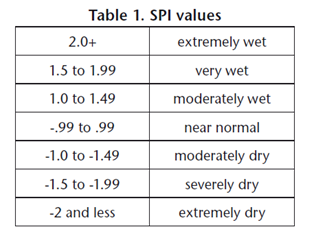 Table 1. SPI values
2.0+ extremely wet
1.5 to 1.99 very wet
1.0 to 1.49 moderately wet
-.99 to .99 near normal
-1.0 to -1.49 moderately dry
-1.5 to -1.99 severely dry
-2 and less extremely dry